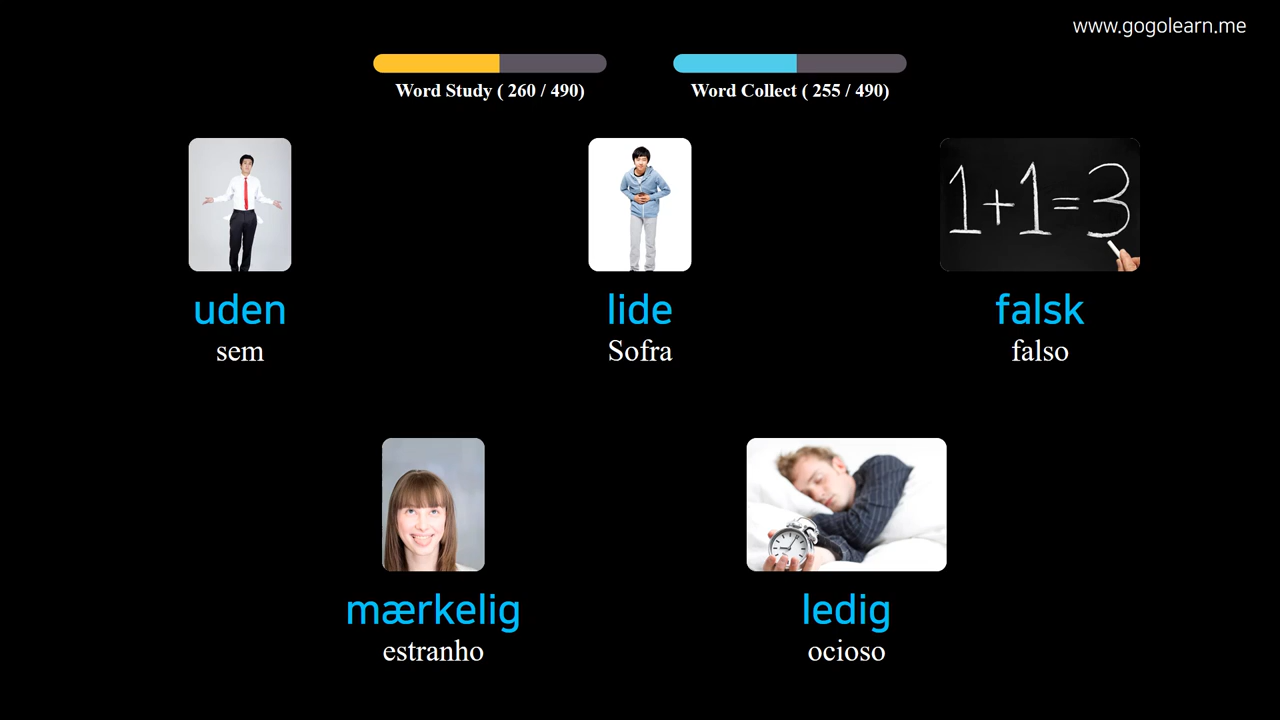 www.gogolearn.me
Word Study ( 260 / 490)
Word Collect ( 255 / 490)
1+1=3
uden
sem
lide
Sofra
falsk
falso
mærkelig
estranho
ledig
ocioso